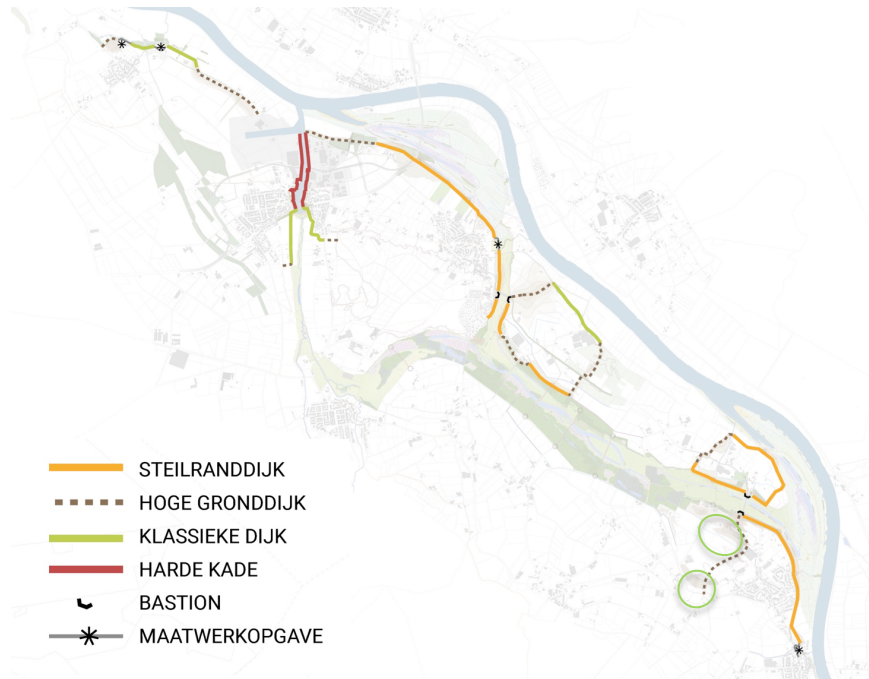 STEILRANDDIJK
HOGE GRONDDIJK
KLASSIEKE DIJK
HARDE KADE
BASTION
MAATWERKOPGAVE